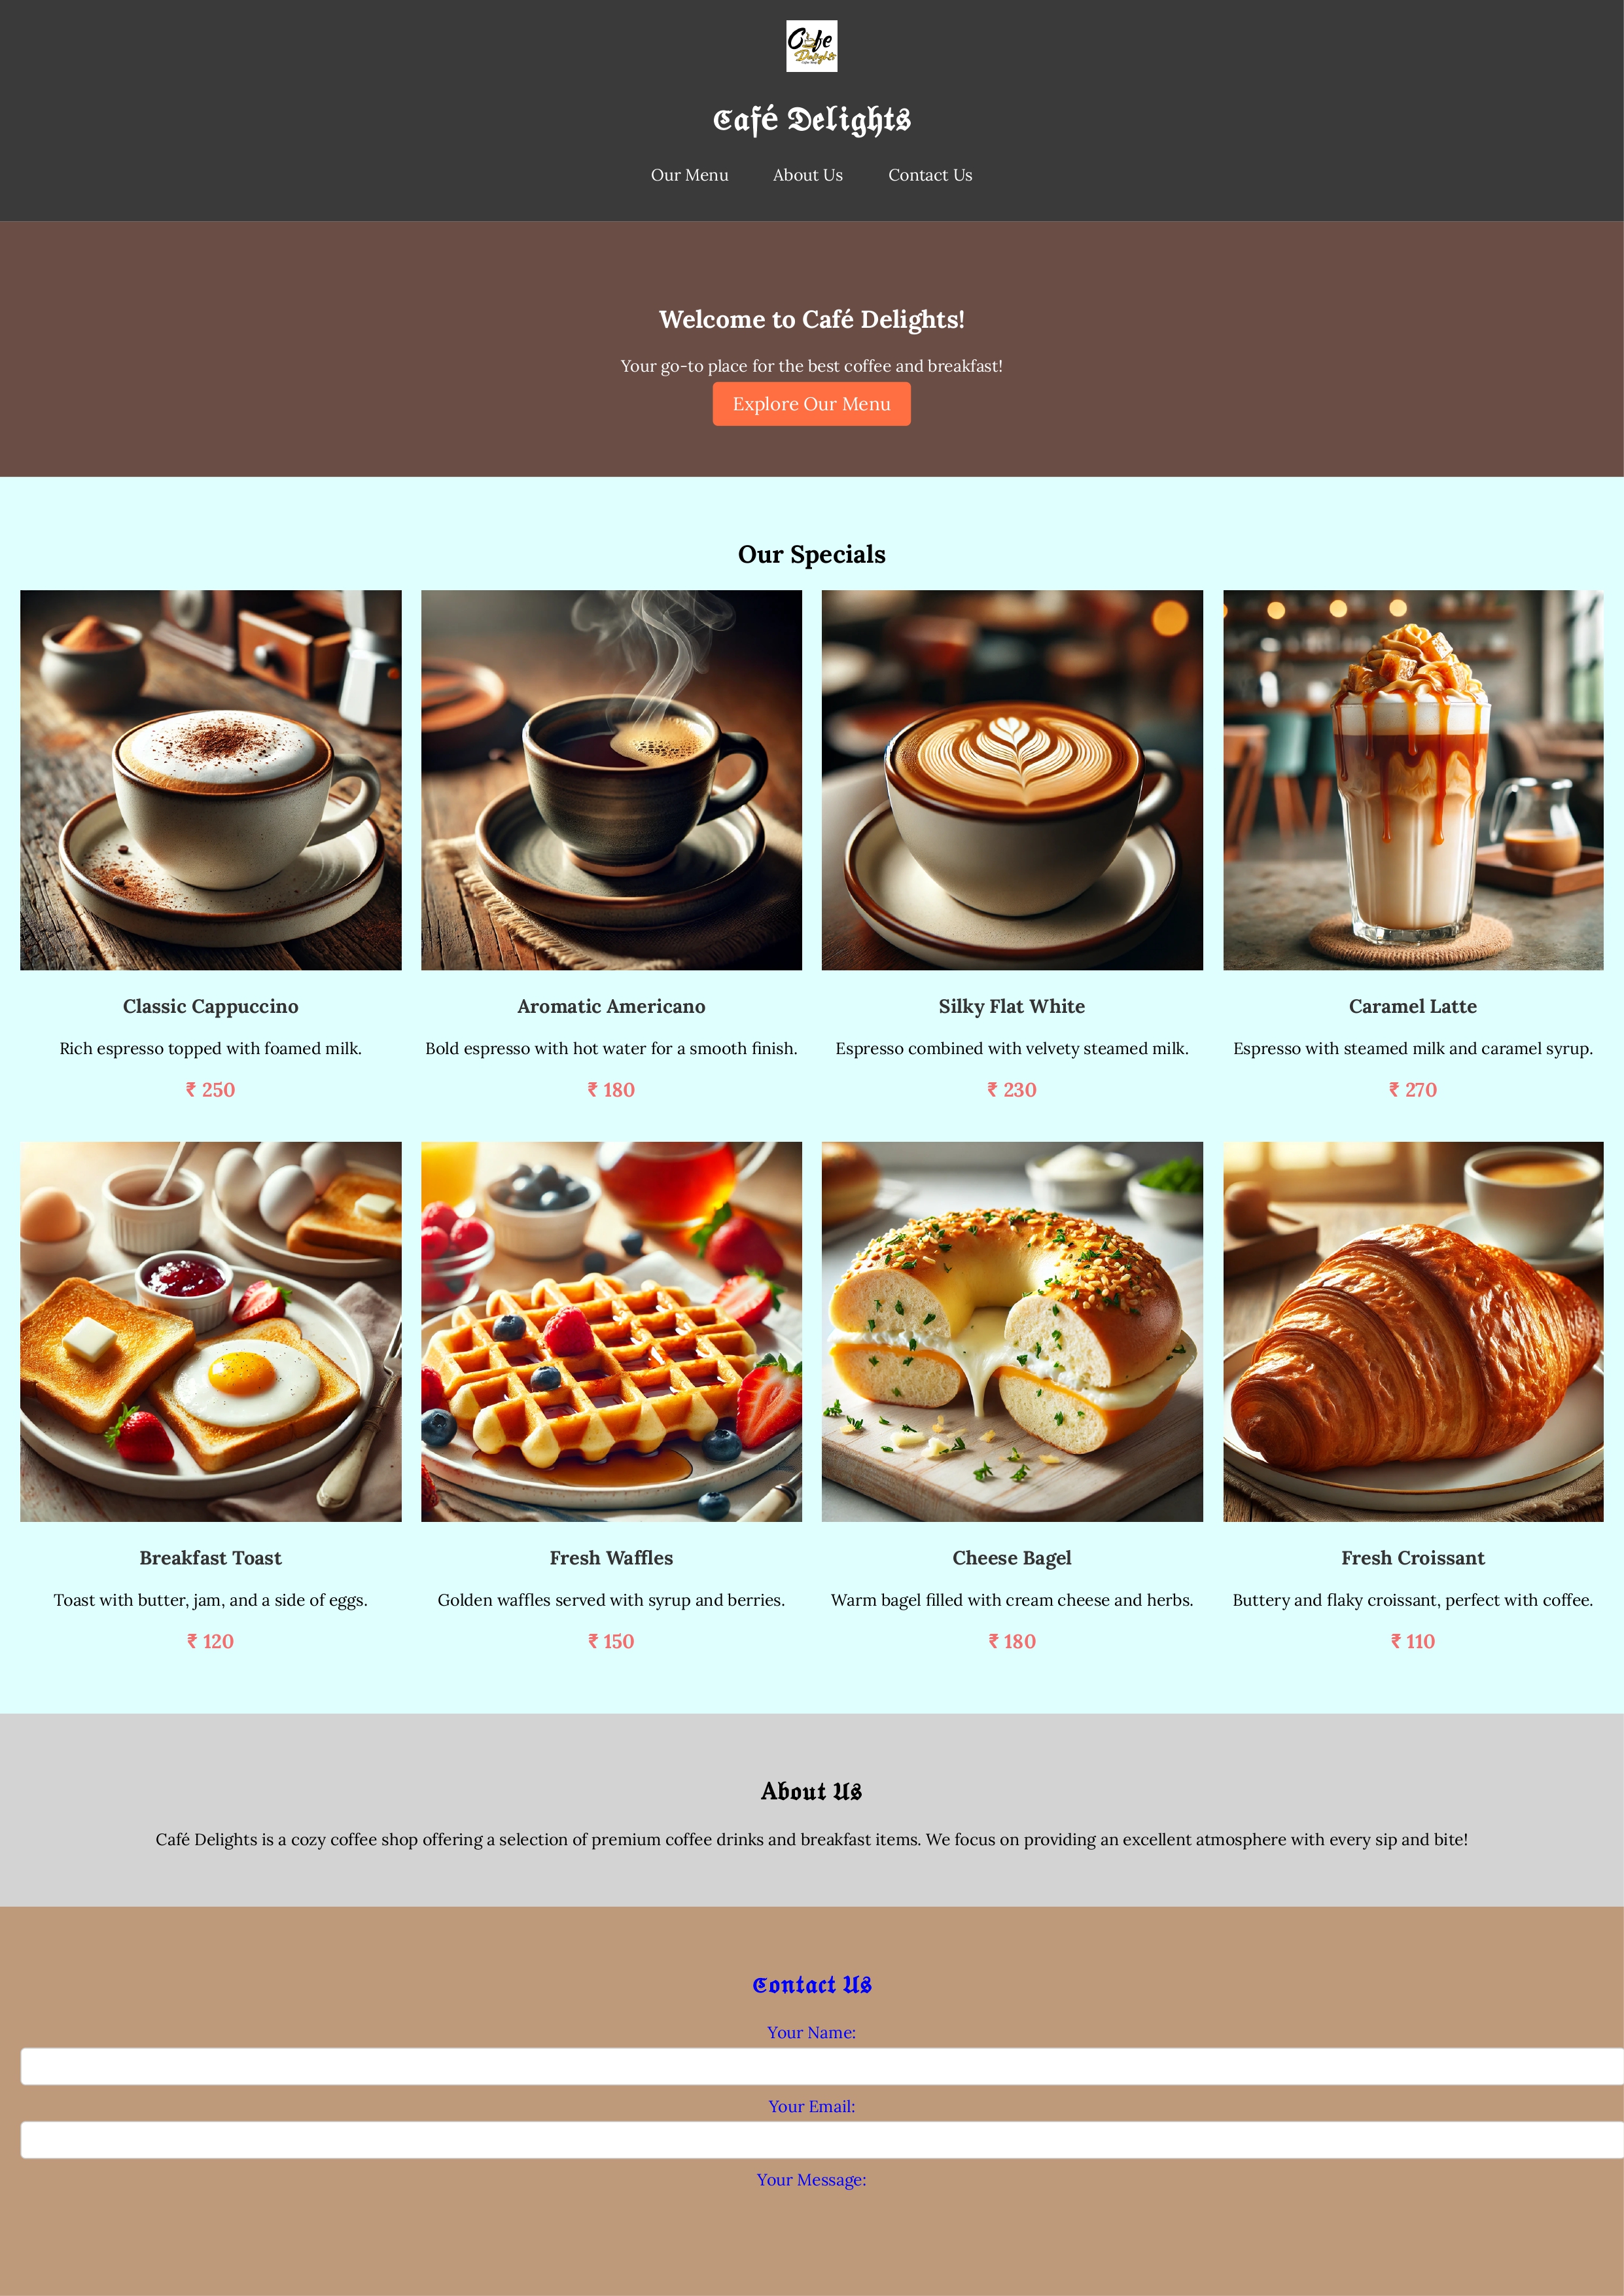 Cafe
Delights
Café Delights
Our Menu About Us Contact Us
Welcome to Café Delights!
Your go-to place for the best coffee and breakfast!
Explore Our Menu
Our Specials
Classic Cappuccino
Rich espresso topped with foamed milk.
₹ 250
Aromatic Americano
Bold espresso with hot water for a smooth finish.
₹ 180
Silky Flat White
Espresso combined with velvety steamed milk.
₹ 230
Caramel Latte
Espresso with steamed milk and caramel syrup.
₹ 270
Breakfast Toast
Toast with butter, jam, and a side of eggs.
₹ 120
Fresh Waffles
Golden waffles served with syrup and berries.
₹ 150
Cheese Bagel
Warm bagel filled with cream cheese and herbs.
₹ 180
Fresh Croissant
Buttery and flaky croissant, perfect with coffee.
₹ 110
About Us
Café Delights is a cozy coffee shop offering a selection of premium coffee drinks and breakfast items. We focus on providing an excellent atmosphere with every sip and bite!
Contact Us
Your Name:
Your Email:
Your Message: